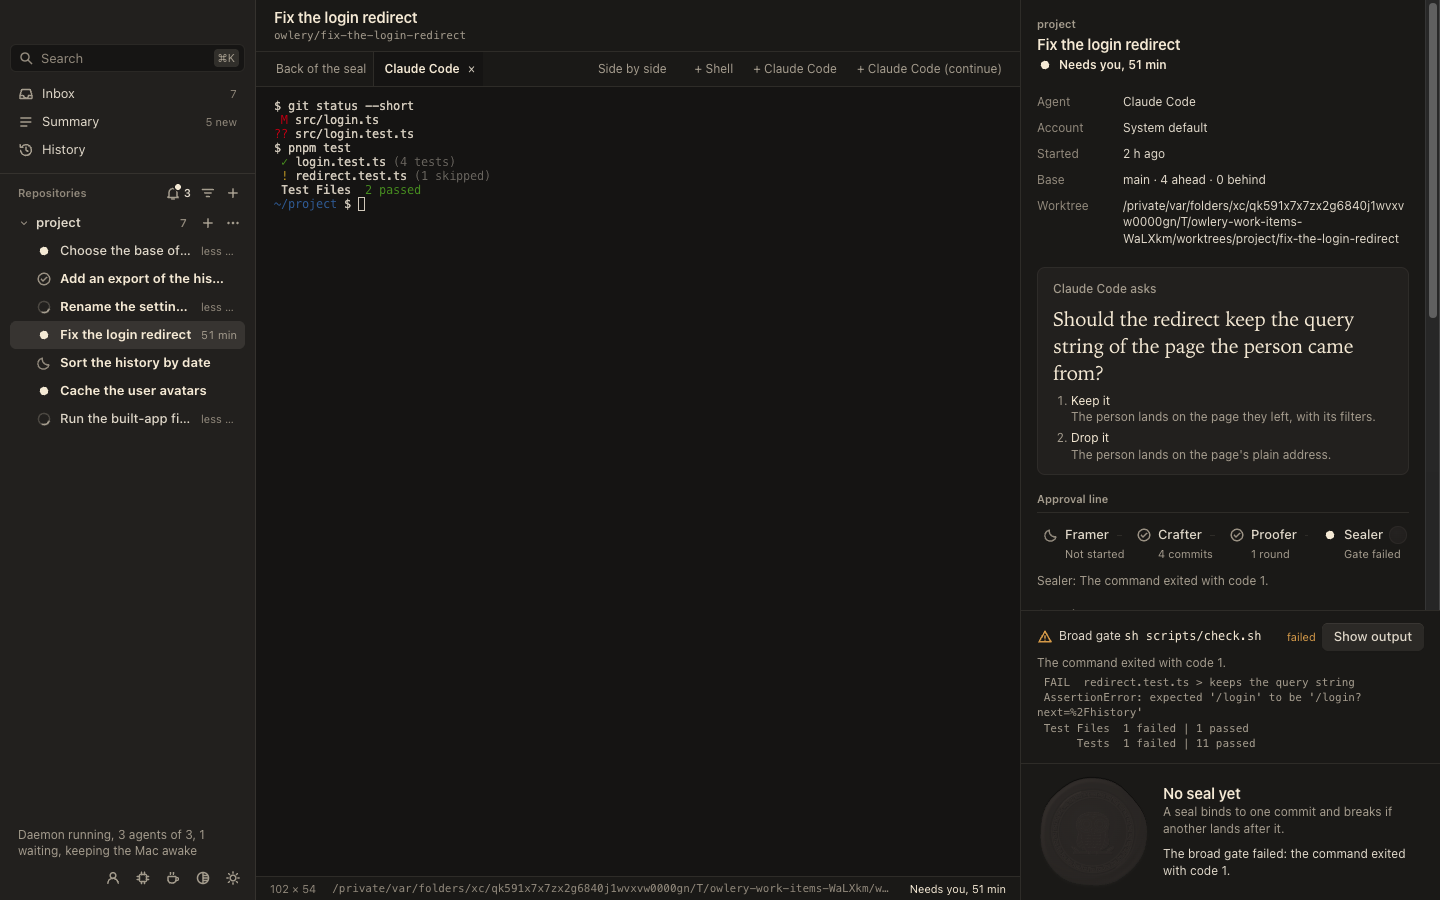 Search ⌘K
Inbox 7
Summary 5 new
History
Repositories 3
project 7
Choose the base of… less …
Add an export of the his…
Rename the settin… less …
Fix the login redirect 51 min
Sort the history by date
Cache the user avatars
Run the built-app fi… less …
Daemon running, 3 agents of 3, 1
waiting, keeping the Mac awake
Fix the login redirect
owlery/fix-the-login-redirect
Back of the seal Claude Code × Side by side + Shell + Claude Code + Claude Code (continue)
$ git status --short
M src/login.ts
?? src/login.test.ts
$ pnpm test
✓ login.test.ts (4 tests)
! redirect.test.ts (1 skipped)
Test Files 2 passed
~/project $
102 × 54 /private/var/folders/xc/qk591x7x7zx2g6840j1wvxvw0000gn/T/owlery-work-items-WaLXkm/w… Needs you, 51 min
project
Fix the login redirect
Needs you, 51 min
Agent Claude Code
Account System default
Started 2 h ago
Base main · 4 ahead · 0 behind
Worktree /private/var/folders/xc/qk591x7x7zx2g6840j1wvxv
w0000gn/T/owlery-work-items-
WaLXkm/worktrees/project/fix-the-login-redirect
Claude Code asks
Should the redirect keep the query
string of the page the person came
from?
1. Keep it
The person lands on the page they left, with its filters.
2. Drop it
The person lands on the page's plain address.
Approval line
Framer Crafter Proofer Sealer
Not started 4 commits 1 round Gate failed
Sealer: The command exited with code 1.
Broad gate sh scripts/check.sh failed Show output
The command exited with code 1.
FAIL redirect.test.ts > keeps the query string
AssertionError: expected '/login' to be '/login?
next=%2Fhistory'
Test Files 1 failed | 1 passed
Tests 1 failed | 11 passed
No seal yet
A seal binds to one commit and breaks if
another lands after it.
The broad gate failed: the command exited
with code 1.